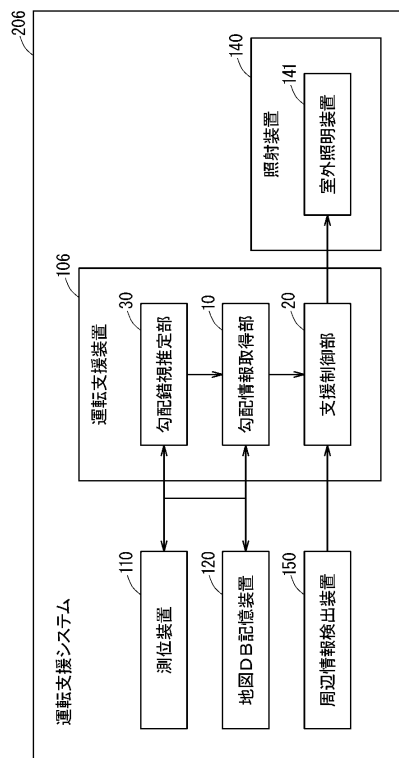 206
運転支援システム
110
測位装置
120
地図DB記憶装置
150
周辺情報検出装置
106
運転支援装置
30
勾配錯視推定部
10
勾配情報取得部
20
支援制御部
140
照射装置
141
室外照明装置